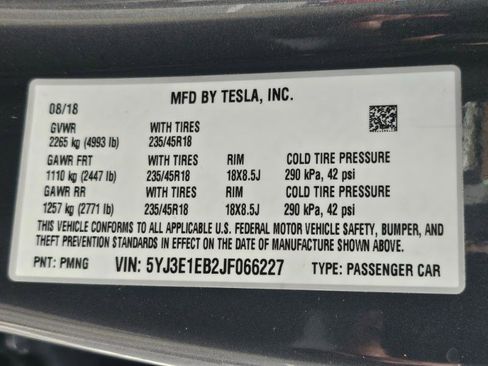 MFD BY TESLA, INC.
08/18
GVWR WITH TIRES
2265 kg (4993 lb) 235/45R18
GAWR FRT WITH TIRES RIM COLD TIRE PRESSURE
1110 kg (2447 lb) 235/45R18 18X8.5J 290 kPa, 42 psi
GAWR RR WITH TIRES RIM COLD TIRE PRESSURE
1257 kg (2771 lb) 235/45R18 18X8.5J 290 kPa, 42 psi
THIS VEHICLE CONFORMS TO ALL APPLICABLE U.S. FEDERAL MOTOR VEHICLE SAFETY, BUMPER, AND
THEFT PREVENTION STANDARDS IN EFFECT ON THE DATE OF MANUFACTURE SHOWN ABOVE.
PNT: PMNG VIN: 5YJ3E1EB2JF066227 TYPE: PASSENGER CAR